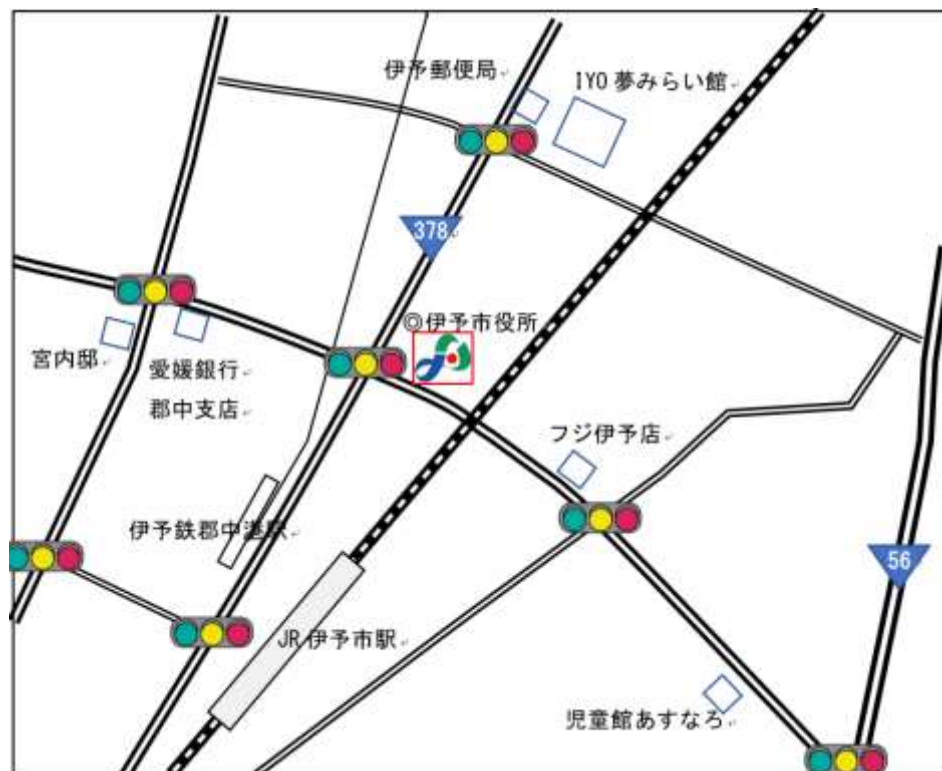 伊予郵便局
IYO 夢みらい館
378
◎伊予市役所
宮内邸
愛媛銀行
郡中支店
フジ伊予店
伊予鉄郡中港駅
56
JR 伊予市駅
児童館あすなろ